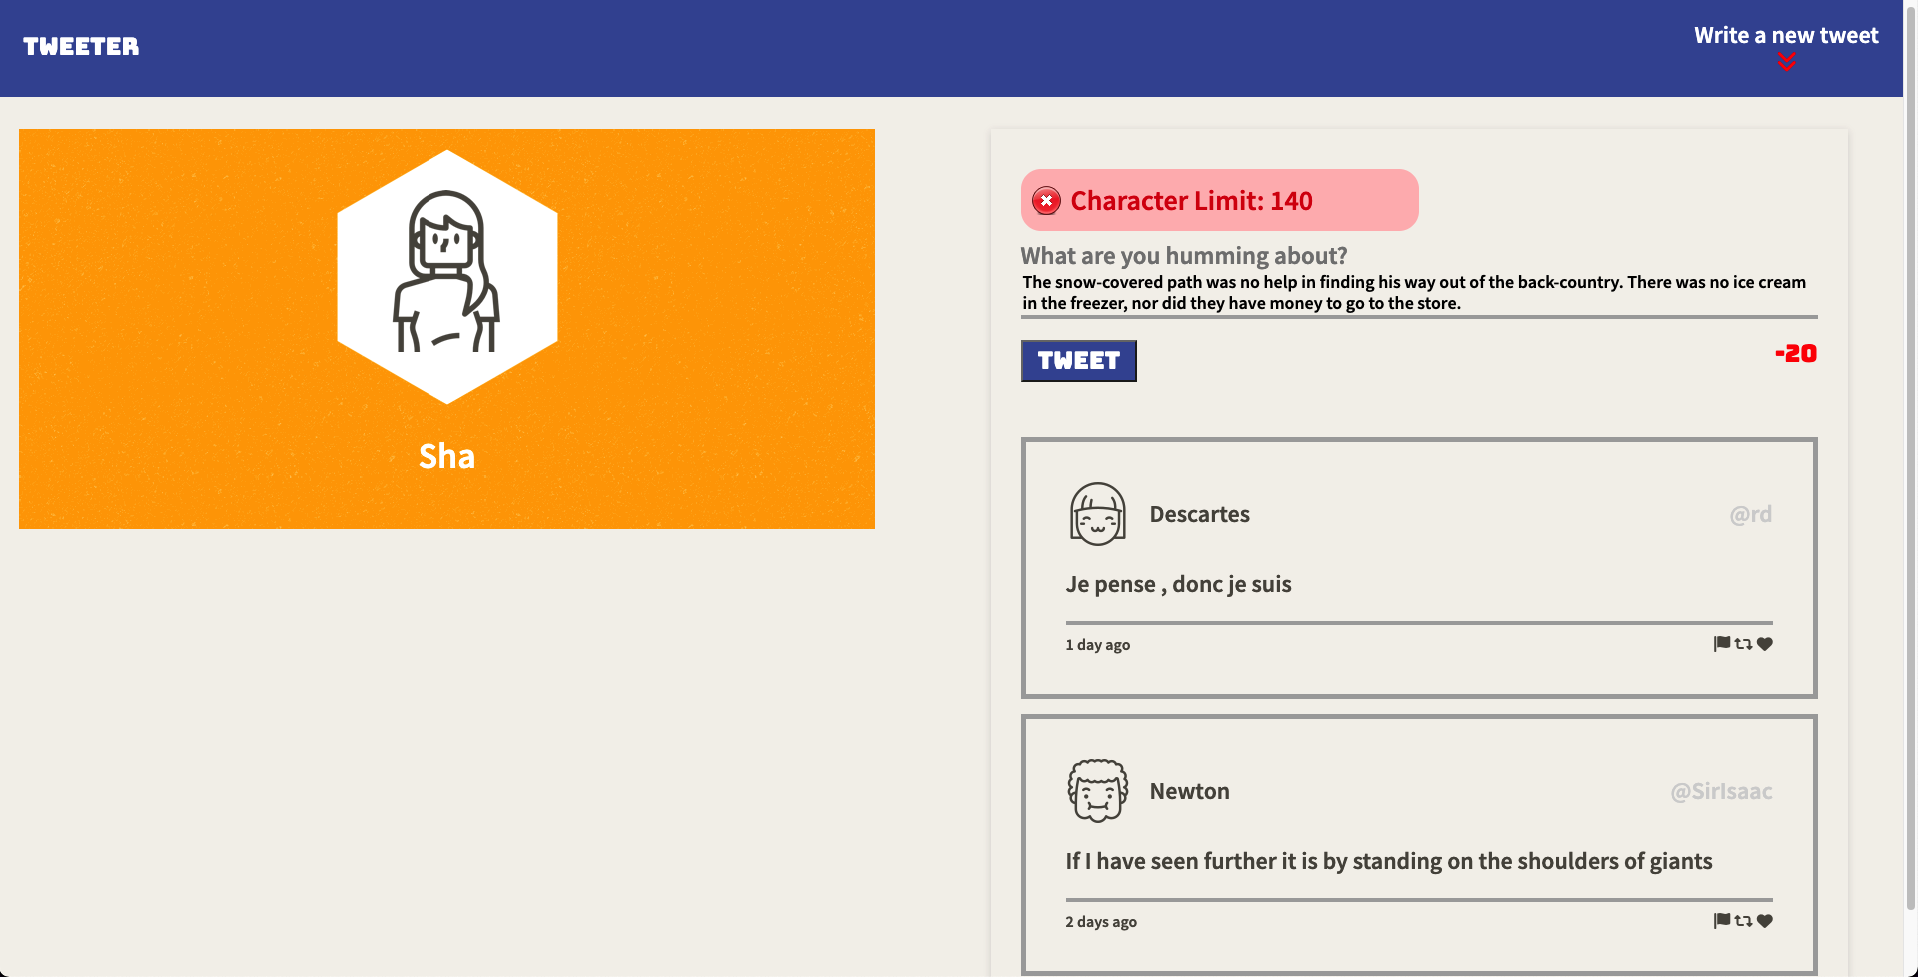 TWEETER
Write a new tweet
Sha
Character Limit: 140
What are you humming about?
The snow-covered path was no help in finding his way out of the back-country. There was no ice cream
in the freezer, nor did they have money to go to the store.
TWEET
-20
Descartes
@rd
Je pense , donc je suis
1 day ago
Newton
@SirIsaac
If I have seen further it is by standing on the shoulders of giants
2 days ago